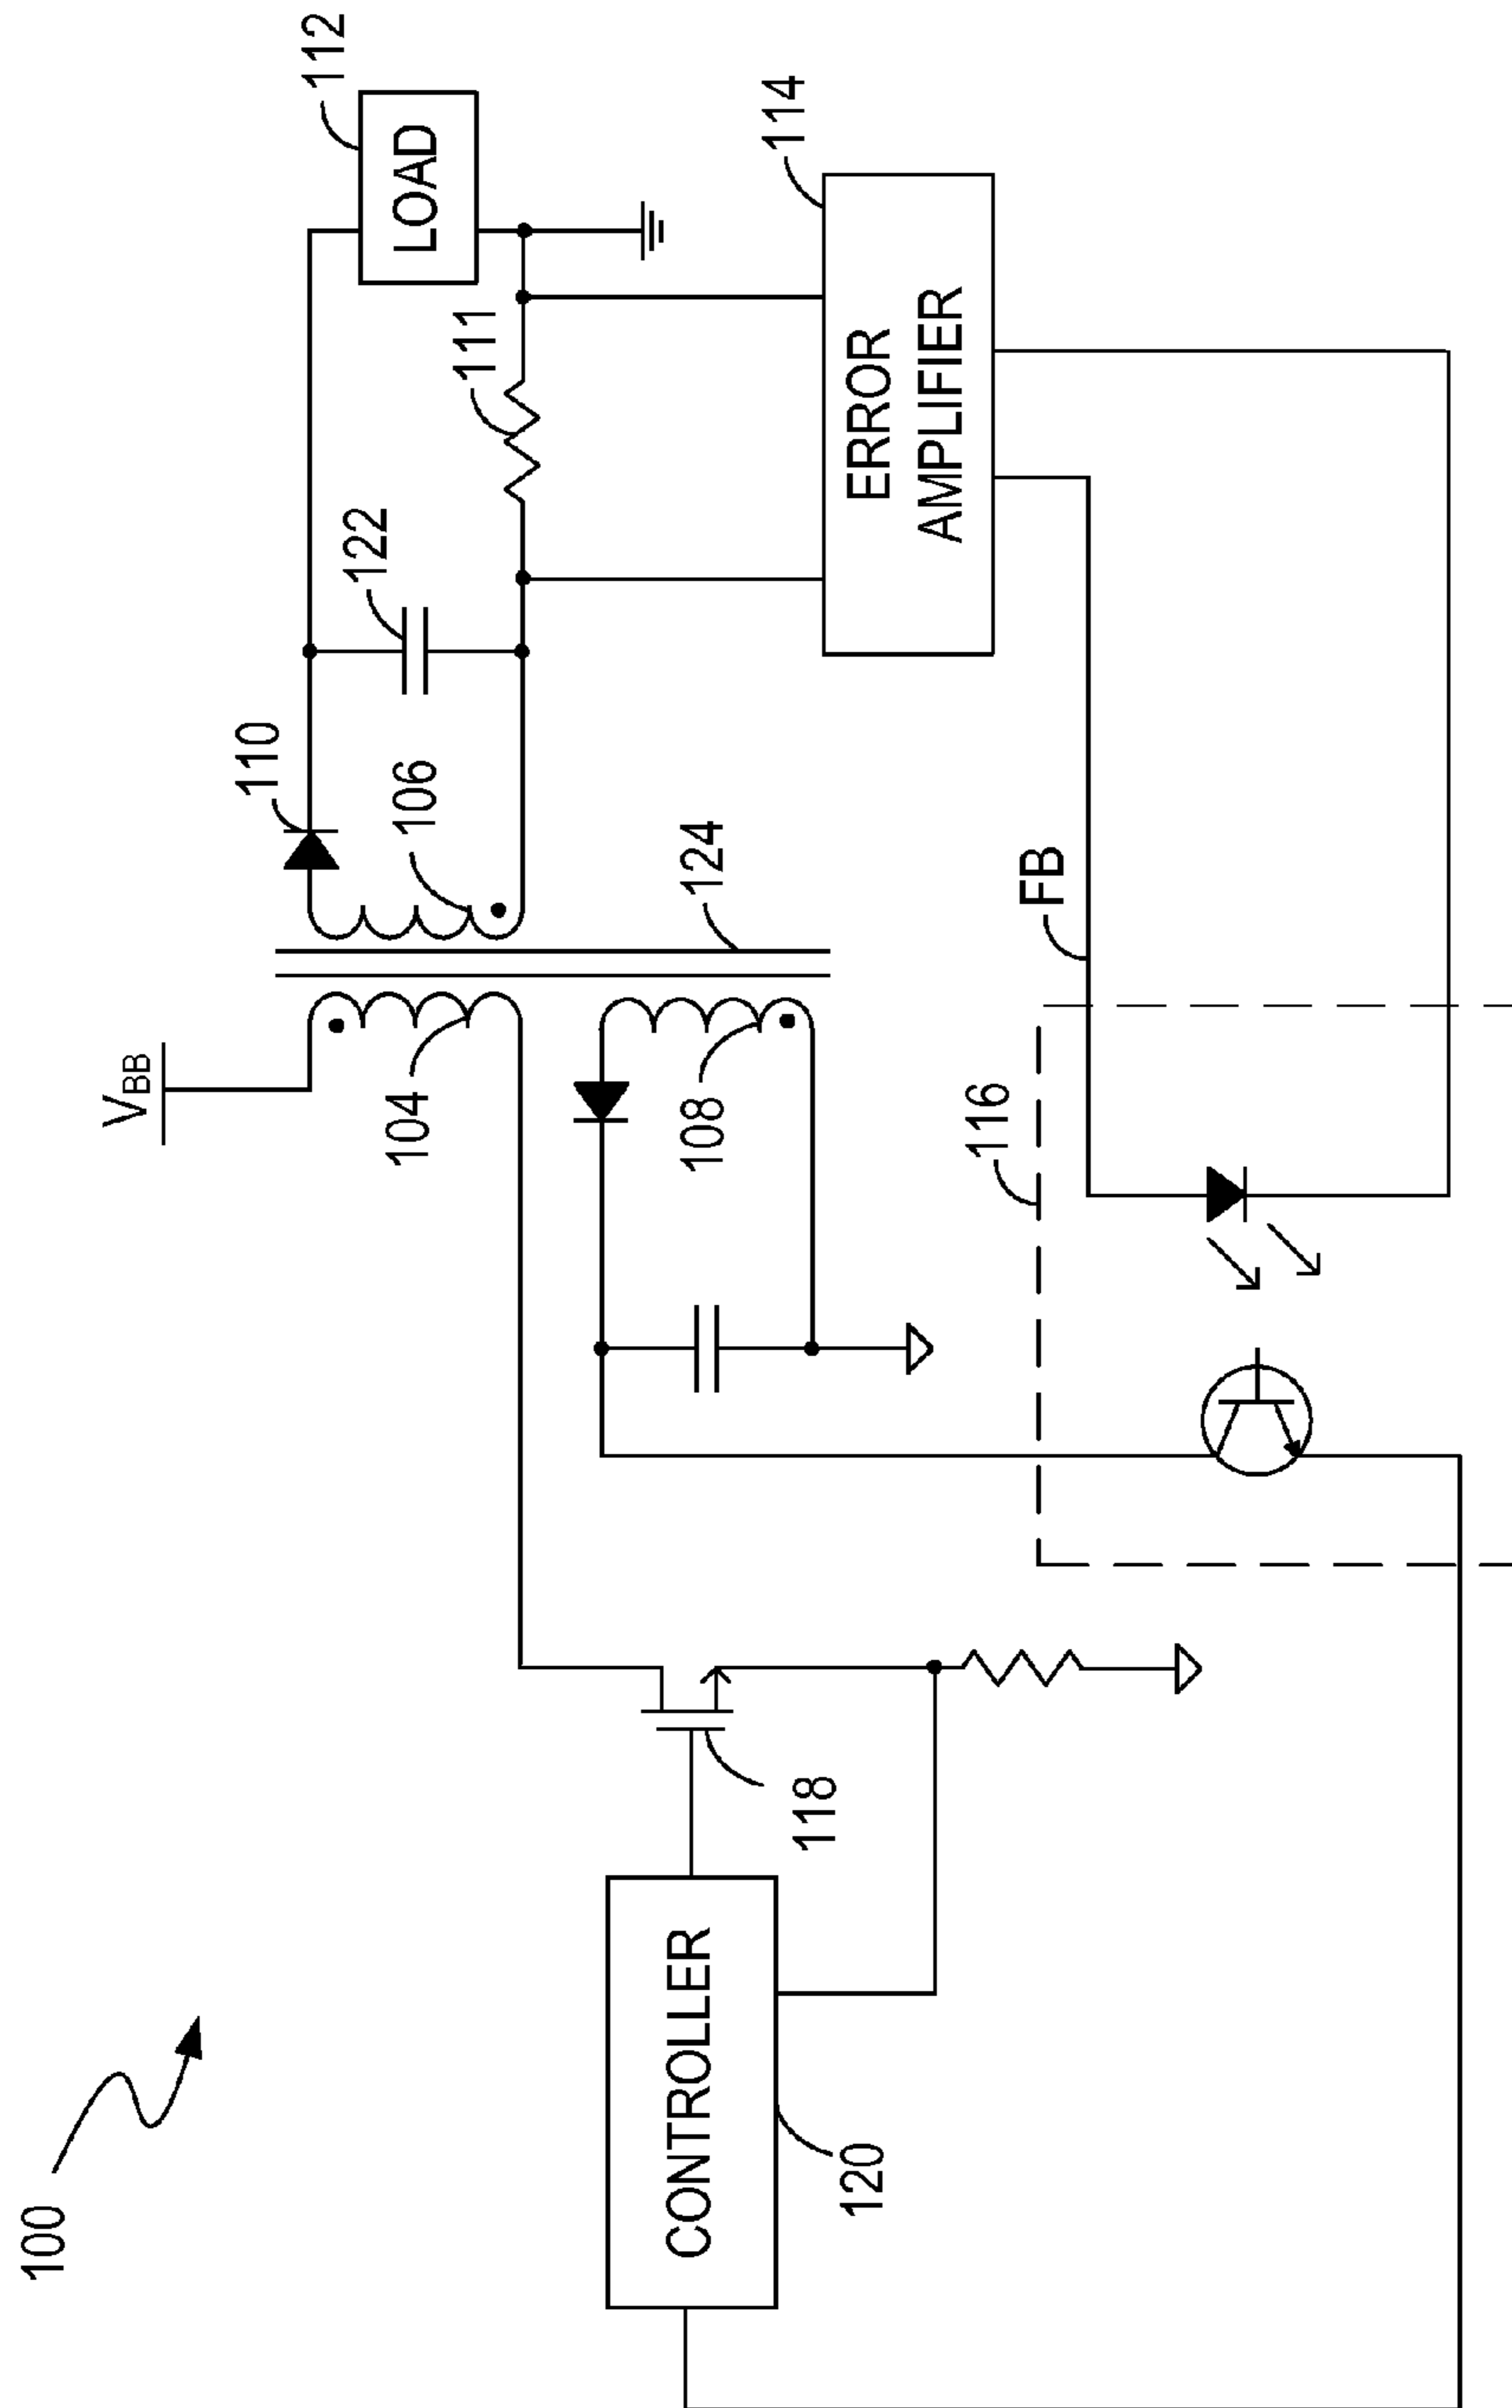 100
V_BB
110
112
122
LOAD
106
104
111
124
108
118
114
CONTROLLER
ERROR
AMPLIFIER
120
116
FB